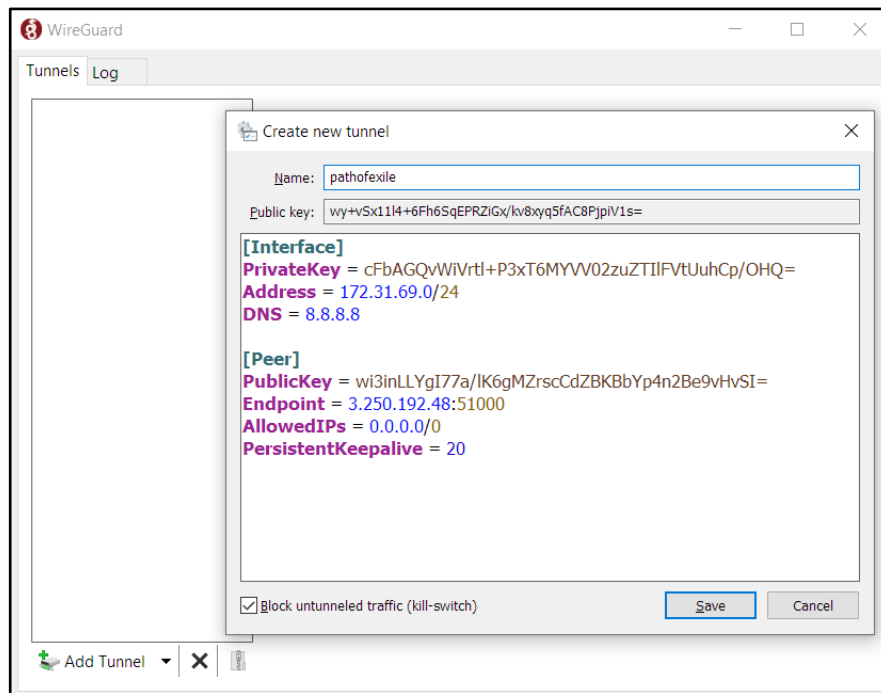 WireGuard
Tunnels Log
Create new tunnel
Name: pathofexile
Public key: wy+vSx11l4+6Fh6SqEPRZiGx/kv8xyq5fAC8PjpiV1s=
[Interface]
PrivateKey = cFbAGQvWiVrtl+P3xT6MYVV02zuZTIlFVtUuhCp/OHQ=
Address = 172.31.69.0/24
DNS = 8.8.8.8
[Peer]
PublicKey = wi3inLLYgI77a/lK6gMZrscCdZBKBbYp4n2Be9vHvSI=
Endpoint = 3.250.192.48:51000
AllowedIPs = 0.0.0.0/0
PersistentKeepalive = 20
Block untunneled traffic (kill-switch)
Save Cancel
Add Tunnel